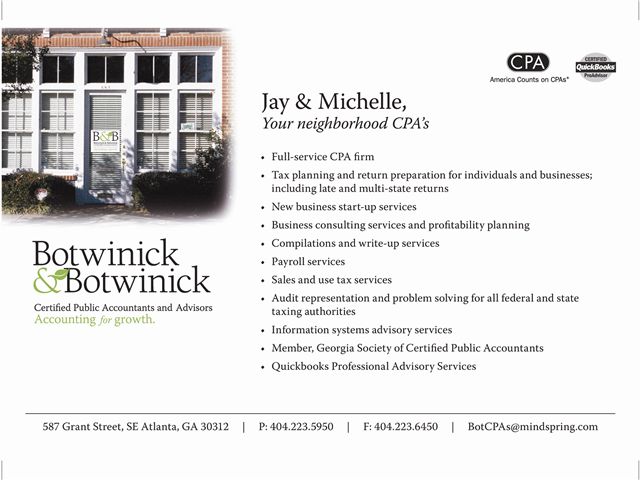 B&B
CPA
America Counts on CPAs®
CERTIFIED
QuickBooks
ProAdvisor
Jay & Michelle,
Your neighborhood CPA's
• Full-service CPA firm
• Tax planning and return preparation for individuals and businesses;
including late and multi-state returns
• New business start-up services
• Business consulting services and profitability planning
• Compilations and write-up services
• Payroll services
• Sales and use tax services
• Audit representation and problem solving for all federal and state
taxing authorities
• Information systems advisory services
• Member, Georgia Society of Certified Public Accountants
• Quickbooks Professional Advisory Services
Botwinick
&Botwinick
Certified Public Accountants and Advisors
Accounting for growth.
587 Grant Street, SE Atlanta, GA 30312 | P: 404.223.5950 | F: 404.223.6450 | BotCPAs@mindspring.com